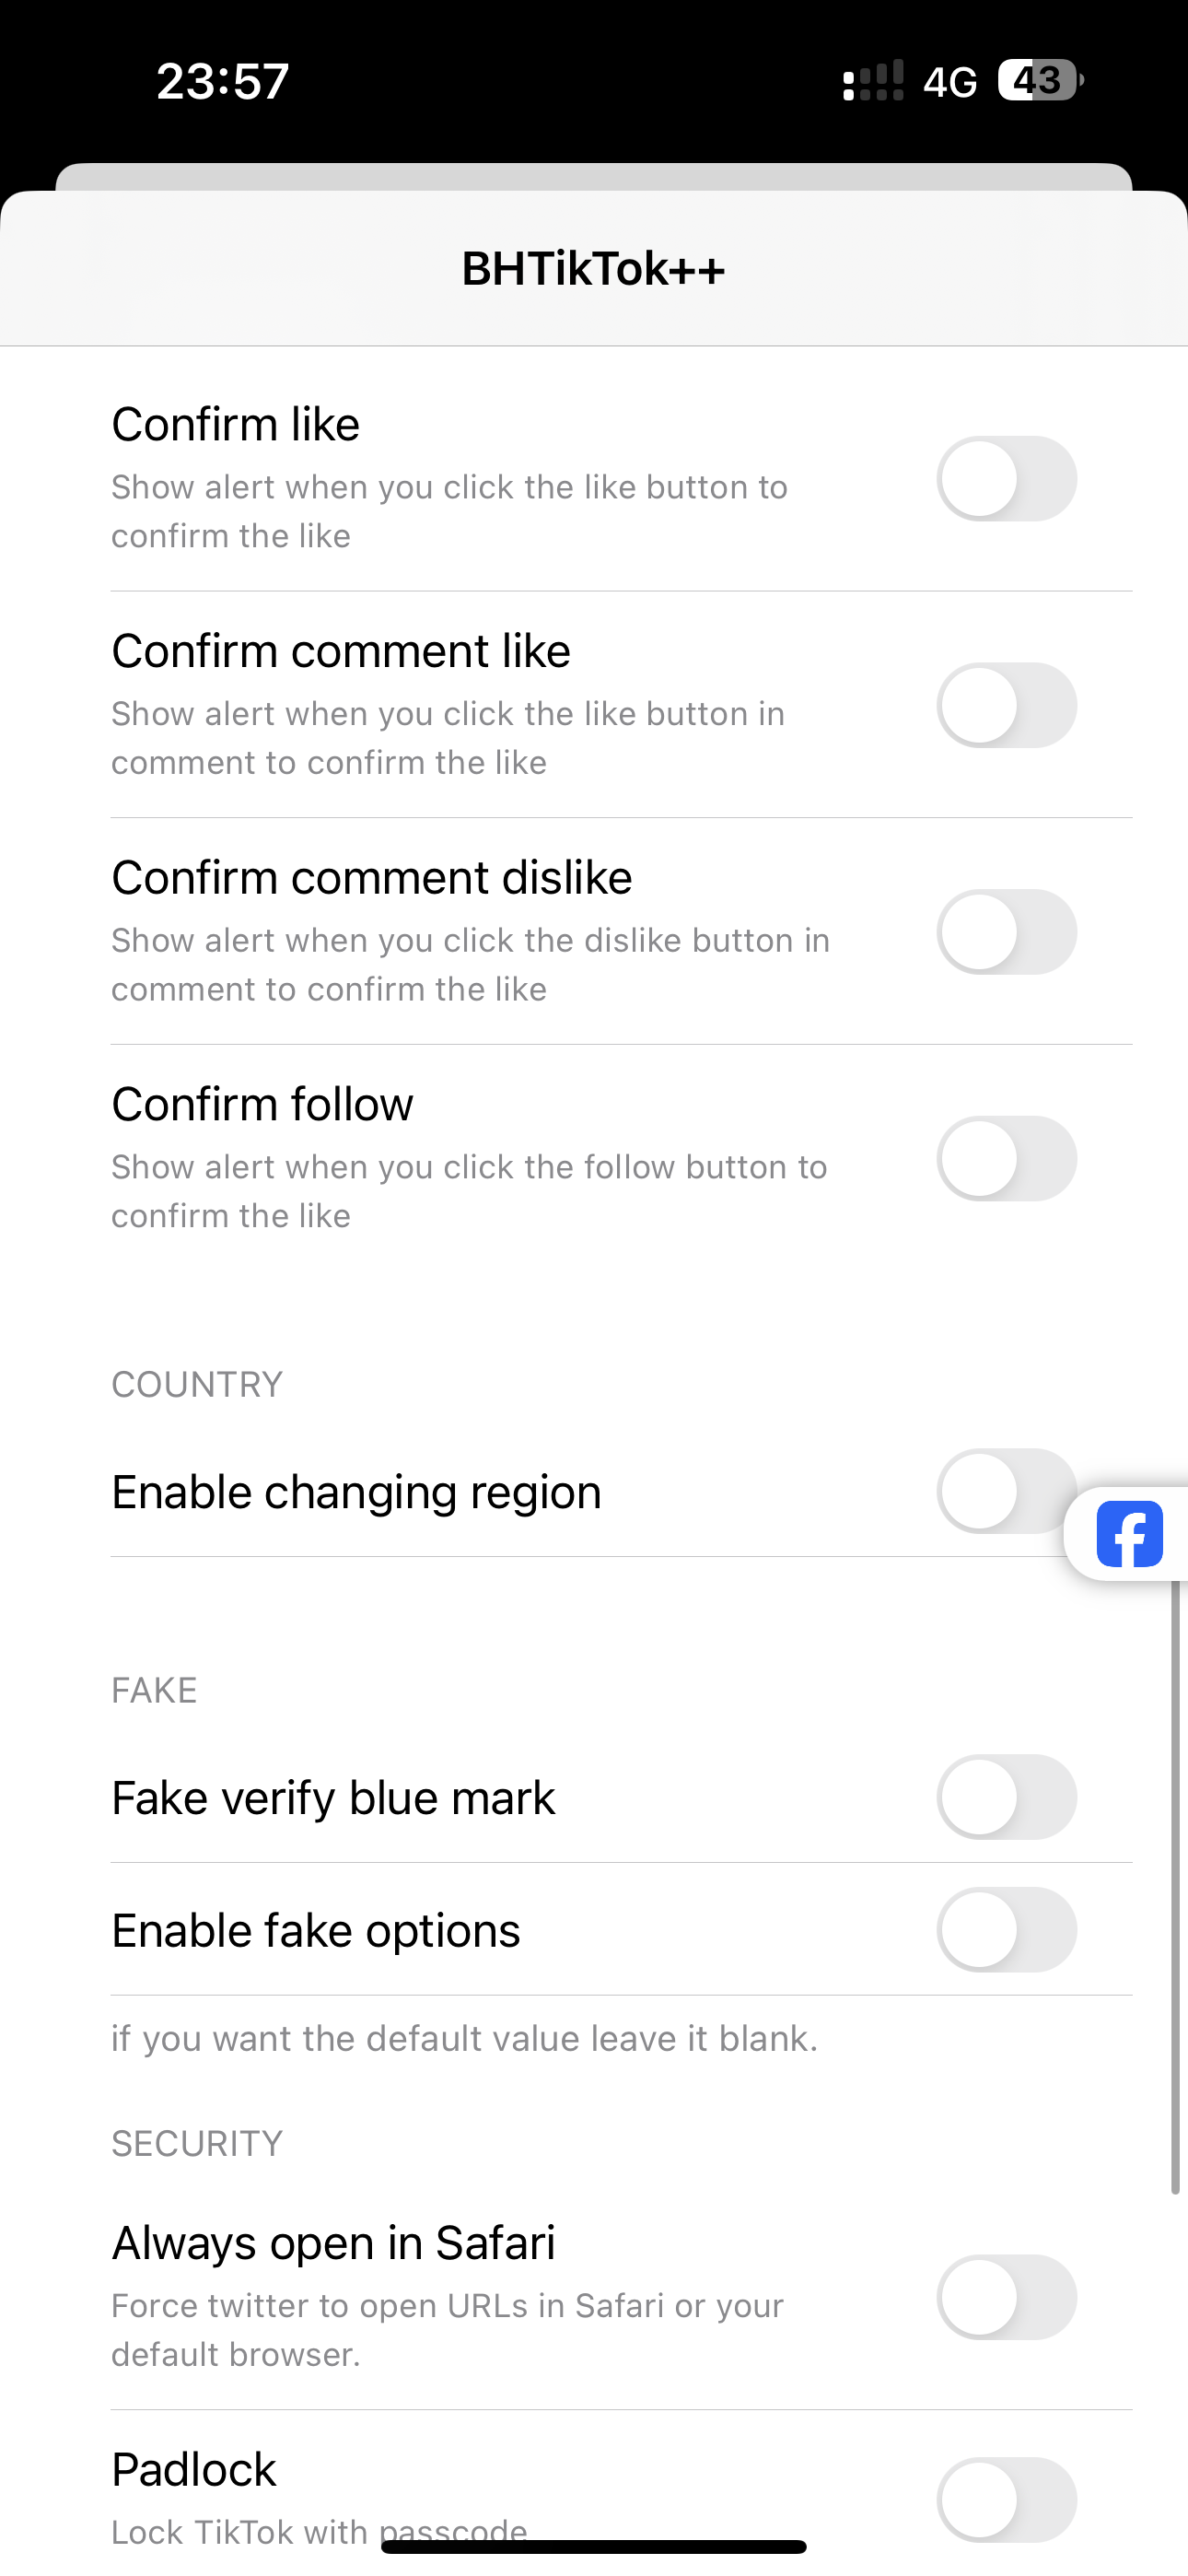 23:57
4G
43
BHTikTok++
Confirm like
Show alert when you click the like button to
confirm the like
Confirm comment like
Show alert when you click the like button in
comment to confirm the like
Confirm comment dislike
Show alert when you click the dislike button in
comment to confirm the like
Confirm follow
Show alert when you click the follow button to
confirm the like
COUNTRY
Enable changing region
FAKE
Fake verify blue mark
Enable fake options
if you want the default value leave it blank.
SECURITY
Always open in Safari
Force twitter to open URLs in Safari or your
default browser.
Padlock
Lock TikTok with passcode